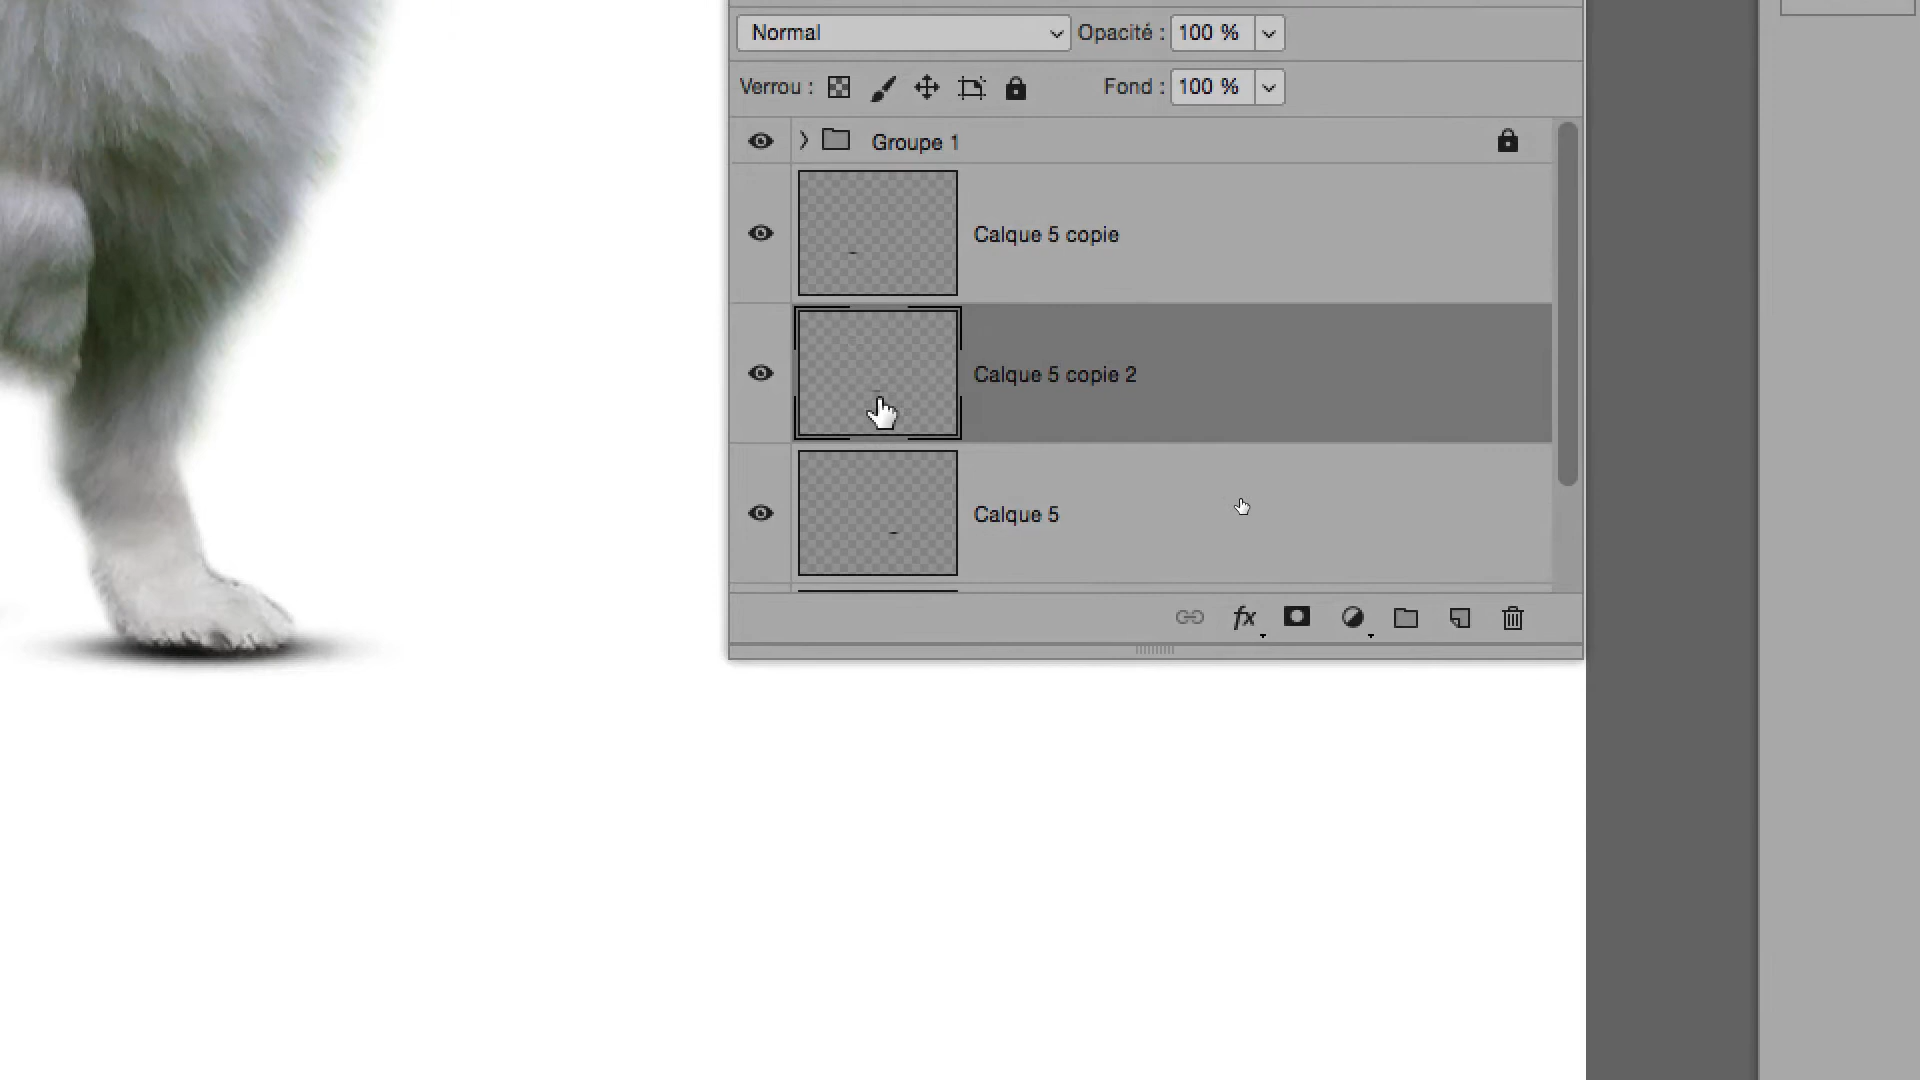 Normal
Opacité : 100 %
Verrou :
Fond : 100 %
Groupe 1
Calque 5 copie
Calque 5 copie 2
Calque 5
fx